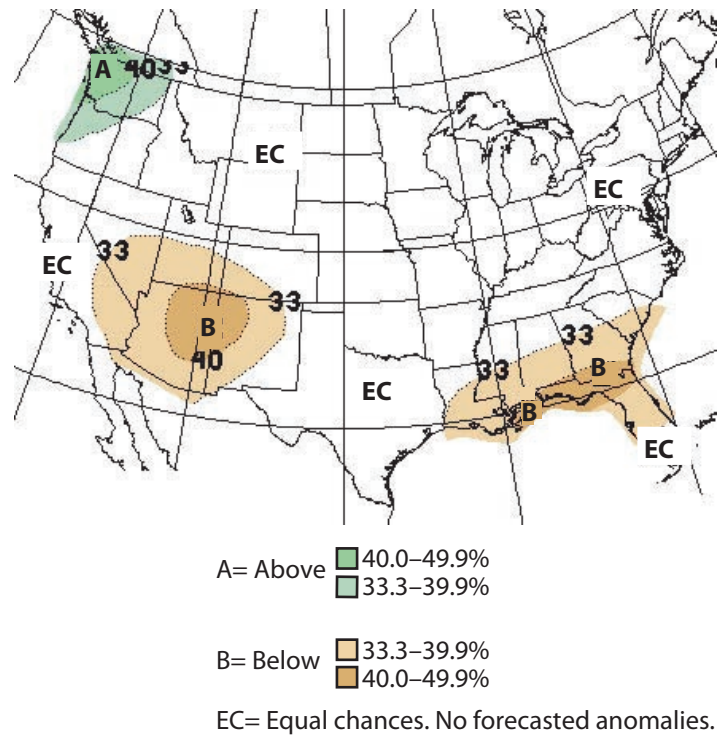 A 40 33
EC
EC
33
EC
33
B
40
33
33
B
EC
B
EC
A= Above
40.0–49.9%
33.3–39.9%
B= Below
33.3–39.9%
40.0–49.9%
EC= Equal chances. No forecasted anomalies.